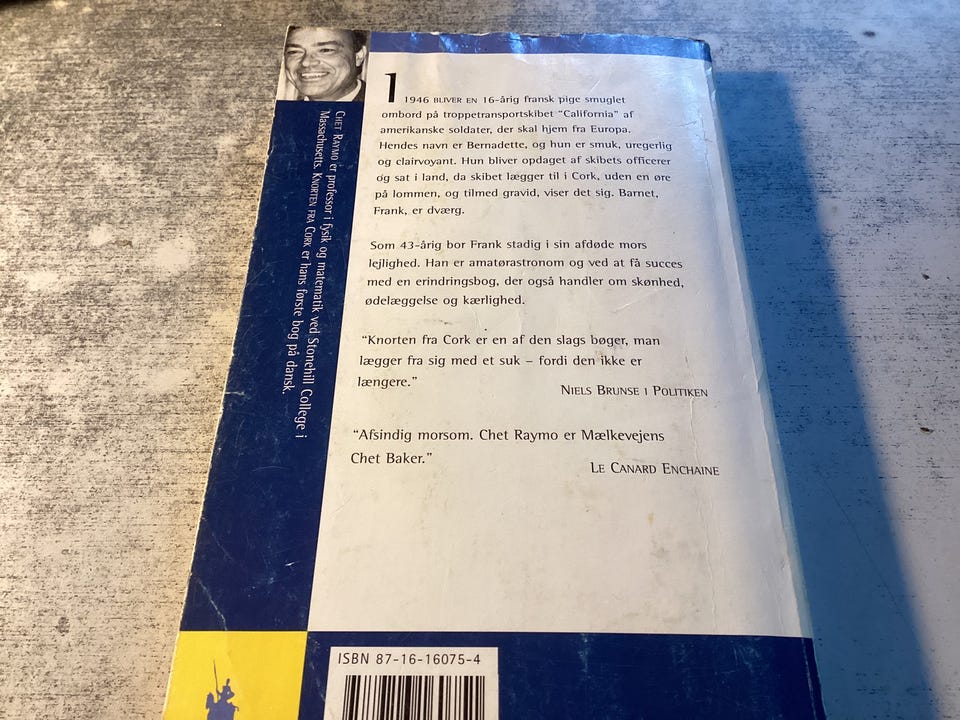 1 1946 BLIVER EN 16-årig fransk pige smuglet
ombord på troppetransportskibet "California" af
amerikanske soldater, der skal hjem fra Europa.
Hendes navn er Bernadette, og hun er smuk, uregerlig
og clairvoyant. Hun bliver opdaget af skibets officerer
og sat i land, da skibet lægger til i Cork, uden en øre
på lommen, og tilmed gravid, viser det sig. Barnet,
Frank, er dværg.
Som 43-årig bor Frank stadig i sin afdøde mors
lejlighed. Han er amatørastronom og ved at få succes
med en erindringsbog, der også handler om skønhed,
ødelæggelse og kærlighed.
"Knorten fra Cork er en af den slags bøger, man
lægger fra sig med et suk – fordi den ikke er
længere."
NIELS BRUNSE I POLITIKEN
"Afsindig morsom. Chet Raymo er Mælkevejens
Chet Baker."
LE CANARD ENCHAINE
CHET RAYMO er professor i fysik og matematik ved Stonehill College i
Massachusetts. KNORTEN FRA CORK er hans første bog på dansk.
ISBN 87-16-16075-4